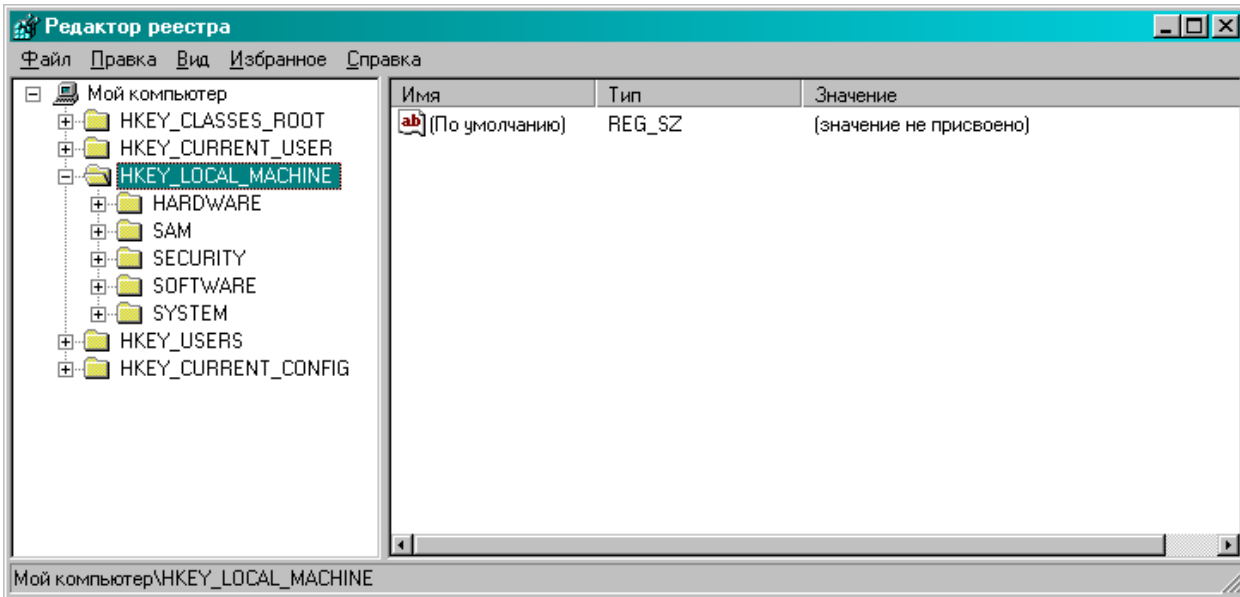 Редактор реестра
Файл Правка Вид Избранное Справка
Мой компьютер
HKEY_CLASSES_ROOT
HKEY_CURRENT_USER
HKEY_LOCAL_MACHINE
HARDWARE
SAM
SECURITY
SOFTWARE
SYSTEM
HKEY_USERS
HKEY_CURRENT_CONFIG
Имя Тип Значение
ab (По умолчанию) REG_SZ (значение не присвоено)
Мой компьютер\HKEY_LOCAL_MACHINE